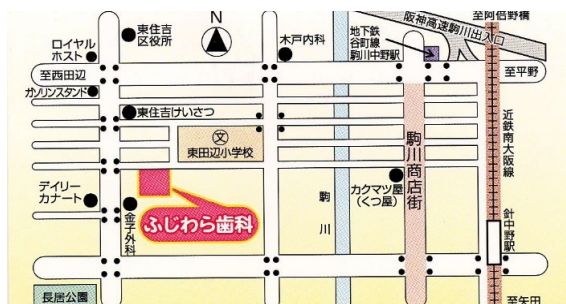 東住吉
区役所
N
木戸内科
地下鉄
谷町線
駒川中野駅
阪神高速駒川出入口
至阿倍野橋
ロイヤル
ホスト
至西田辺
至平野
ガソリンスタンド
東住吉けいさつ
文
東田辺小学校
近鉄南大阪線
駒川商店街
カクマツ屋
(くつ屋)
デイリー
カナート
金子外科
ふじわら歯科
駒川
針中野駅
長居公園
至矢田